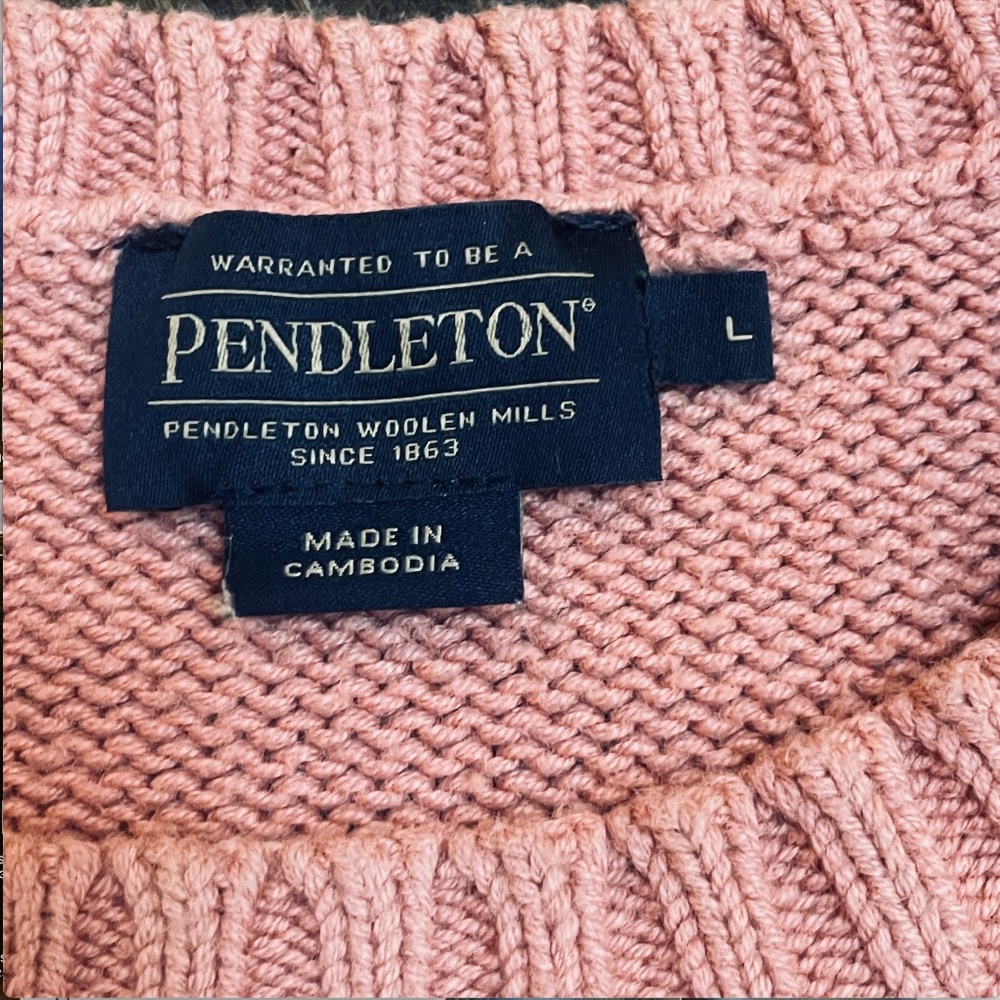 WARRANTED TO BE A
PENDLETON®
L
PENDLETON WOOLEN MILLS
SINCE 1863
MADE IN
CAMBODIA